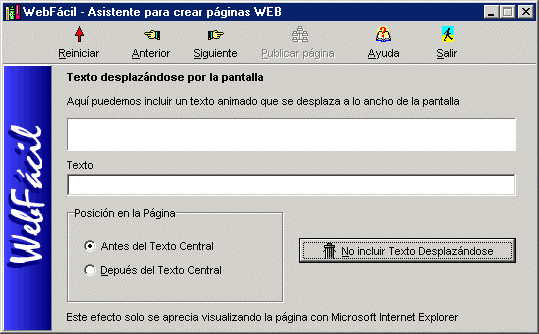 WebFácil - Asistente para crear páginas WEB
Reiniciar Anterior Siguiente Publicar página Ayuda Salir
Texto desplazándose por la pantalla
Aquí puedemos incluir un texto animado que se desplaza a lo ancho de la pantalla
WebFácil
Texto
Posición en la Página
Antes del Texto Central
Depués del Texto Central
No incluir Texto Desplazándose
Este efecto solo se aprecia visualizando la página con Microsoft Internet Explorer